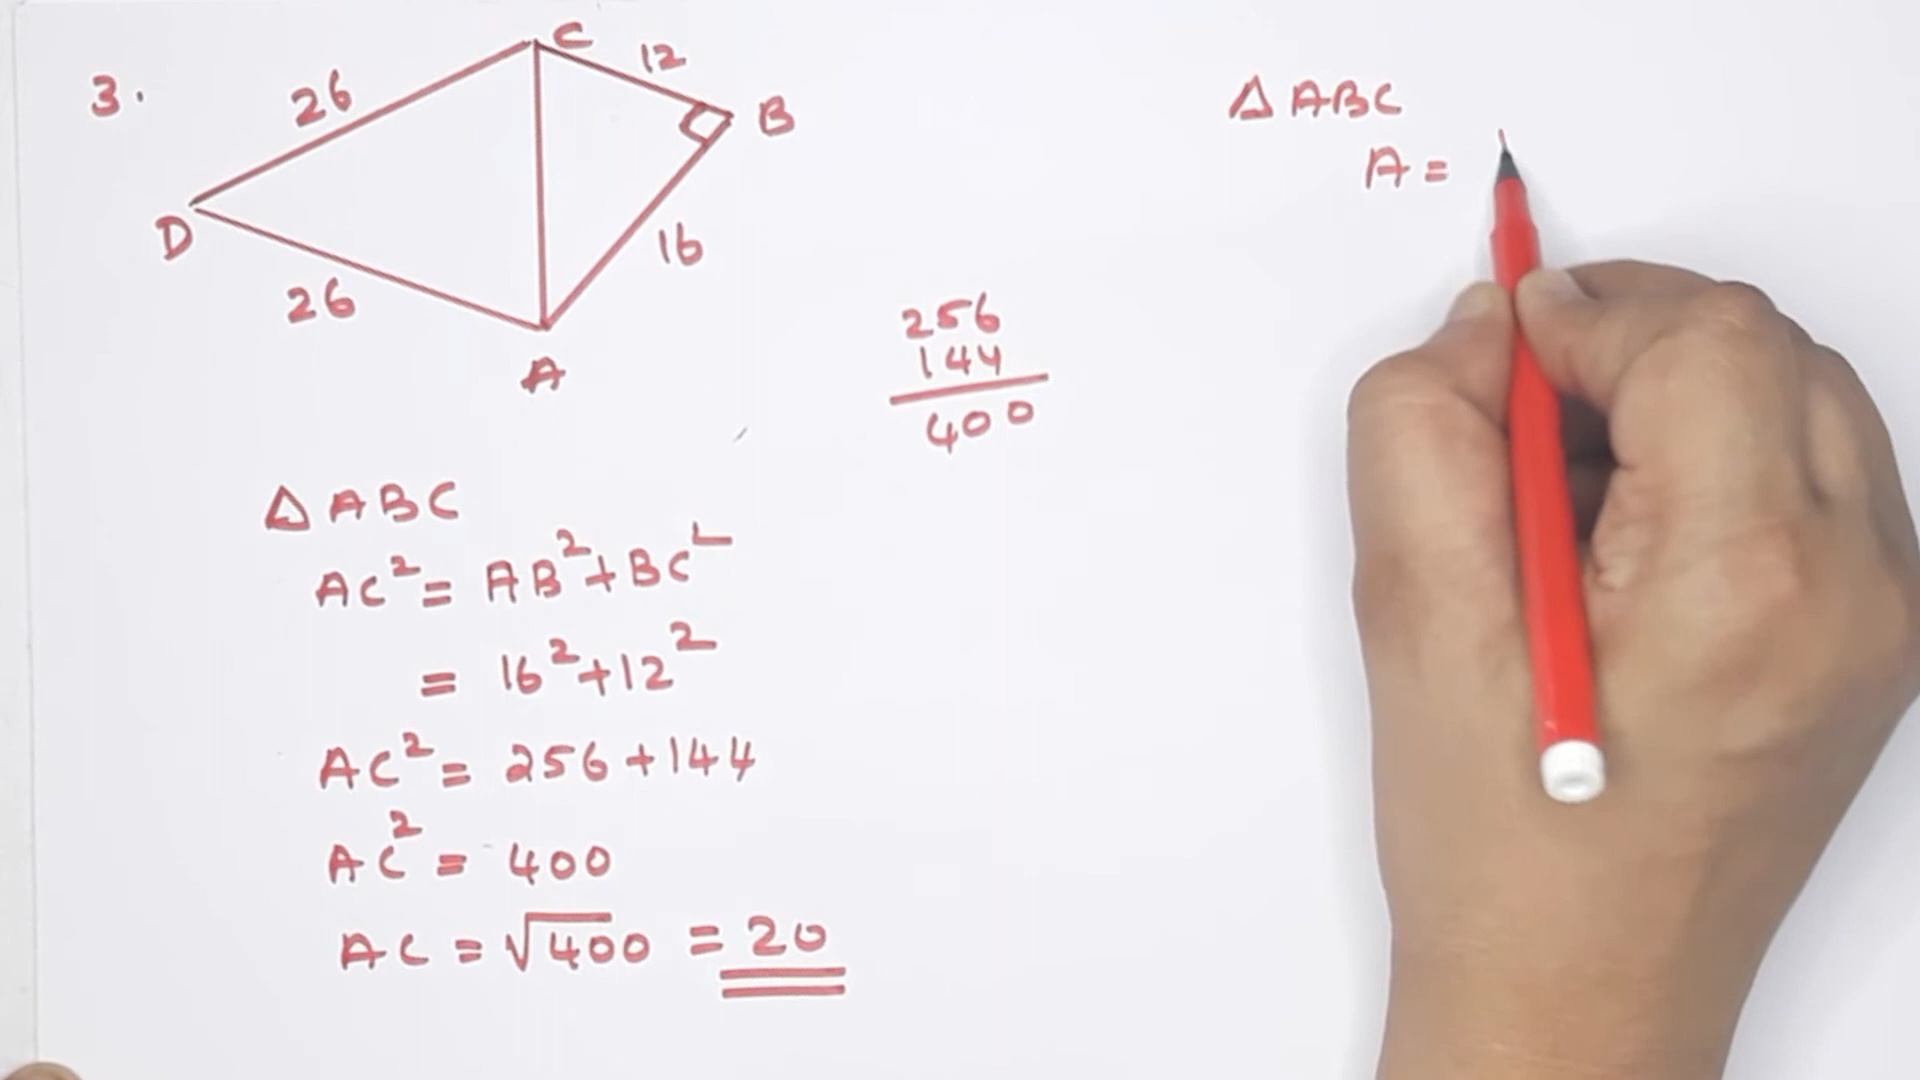 3.
26
C
12
B
D
26
16
A
256
144
400
△ABC
AC² = AB² + BC²
= 16² + 12²
AC² = 256 + 144
AC² = 400
AC = √400 = 20
△ABC
A =